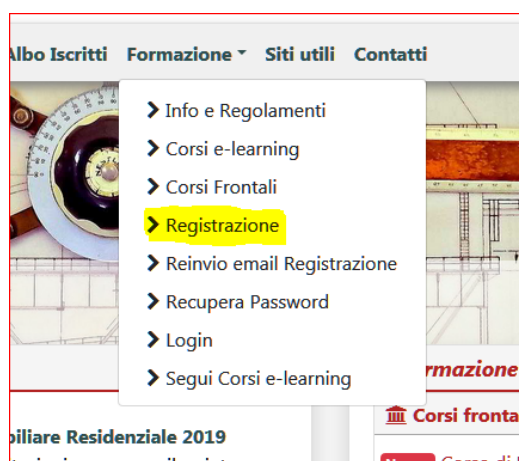 Albo Iscritti Formazione Siti utili Contatti
Info e Regolamenti
Corsi e-learning
Corsi Frontali
Registrazione
Reinvio email Registrazione
Recupera Password
Login
Segui Corsi e-learning
rmazione
Corsi fronta
biliare Residenziale 2019